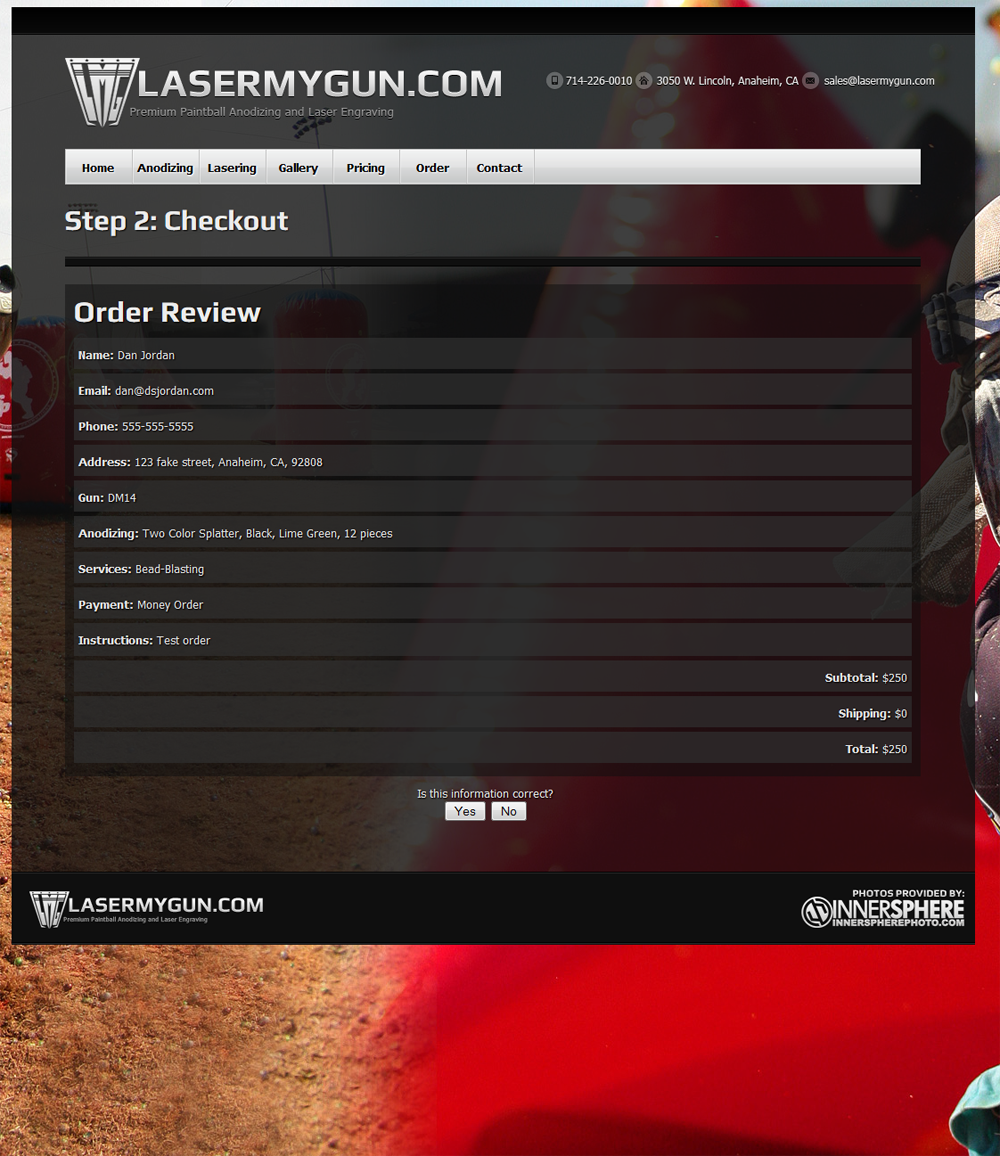 LASERMYGUN.COM
Premium Paintball Anodizing and Laser Engraving
714-226-0010 3050 W. Lincoln, Anaheim, CA sales@lasermygun.com
Home Anodizing Lasering Gallery Pricing Order Contact
Step 2: Checkout
Order Review
Name: Dan Jordan
Email: dan@dsjordan.com
Phone: 555-555-5555
Address: 123 fake street, Anaheim, CA, 92808
Gun: DM14
Anodizing: Two Color Splatter, Black, Lime Green, 12 pieces
Services: Bead-Blasting
Payment: Money Order
Instructions: Test order
Subtotal: $250
Shipping: $0
Total: $250
Is this information correct?
Yes No
LASERMYGUN.COM
Premium Paintball Anodizing and Laser Engraving
PHOTOS PROVIDED BY:
INNERSPHERE
INNERSPHEREPHOTO.COM